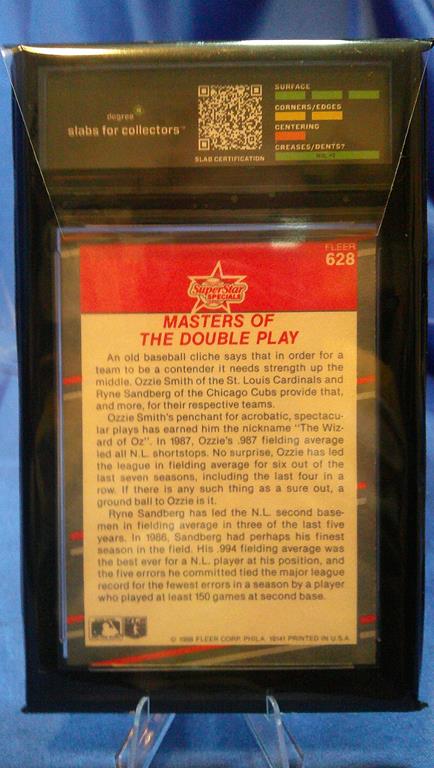 degree
slabs for collectors™
SLAB CERTIFICATION
SURFACE
CORNERS/EDGES
CENTERING
CREASES/DENTS?
FLEER
628
SuperStar
SPECIALS
MASTERS OF
THE DOUBLE PLAY
An old baseball cliche says that in order for a
team to be a contender it needs strength up the
middle. Ozzie Smith of the St. Louis Cardinals and
Ryne Sandberg of the Chicago Cubs provide that,
and more, for their respective teams.
Ozzie Smith's penchant for acrobatic, spectacu-
lar plays has earned him the nickname "The Wiz-
ard of Oz". In 1987, Ozzie's .987 fielding average
led all N.L. shortstops. No surprise, Ozzie has led
the league in fielding average for six out of the
last seven seasons, including the last four in a
row. If there is any such thing as a sure out, a
ground ball to Ozzie is it.
Ryne Sandberg has led the N.L. second base-
men in fielding average in three of the last five
years. In 1986, Sandberg had perhaps his finest
season in the field. His .994 fielding average was
the best ever for a N.L. player at his position, and
the five errors he committed tied the major league
record for the fewest errors in a season by a player
who played at least 150 games at second base.
© 1988 FLEER CORP. PHILA. 19141 PRINTED IN U.S.A.